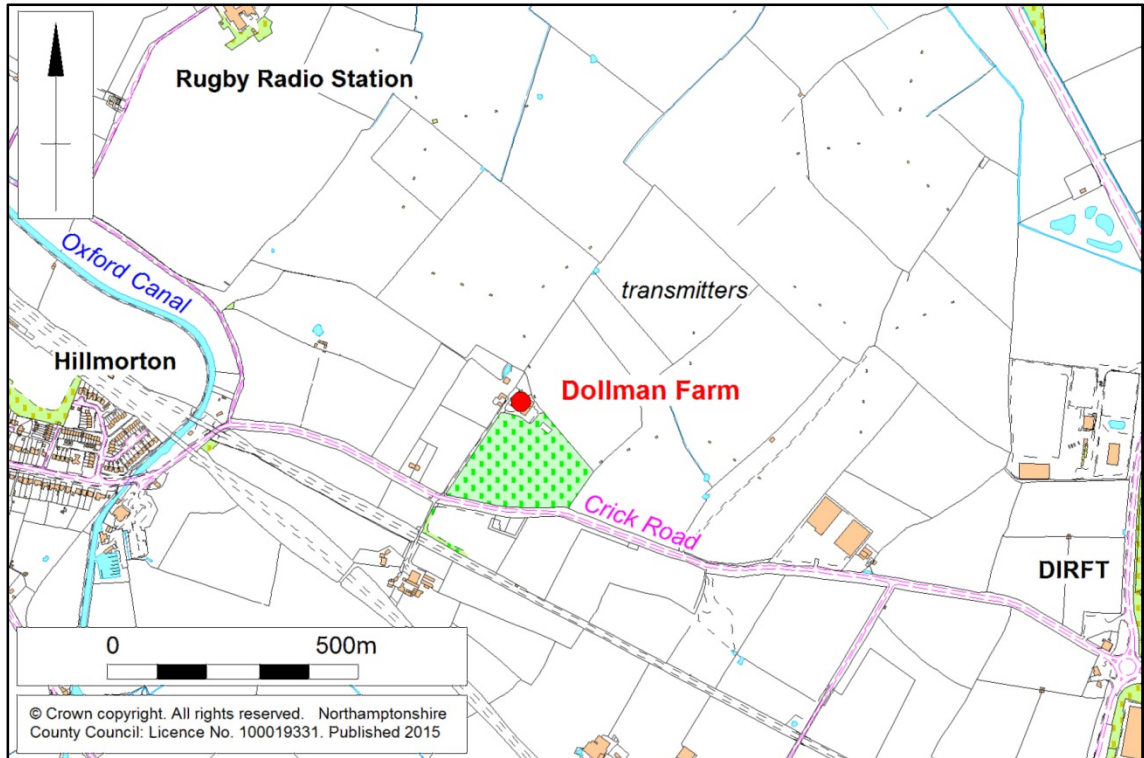 Rugby Radio Station
Oxford Canal
transmitters
Hillmorton
Dollman Farm
Crick Road
DIRFT
0 500m
© Crown copyright. All rights reserved. Northamptonshire
County Council: Licence No. 100019331. Published 2015